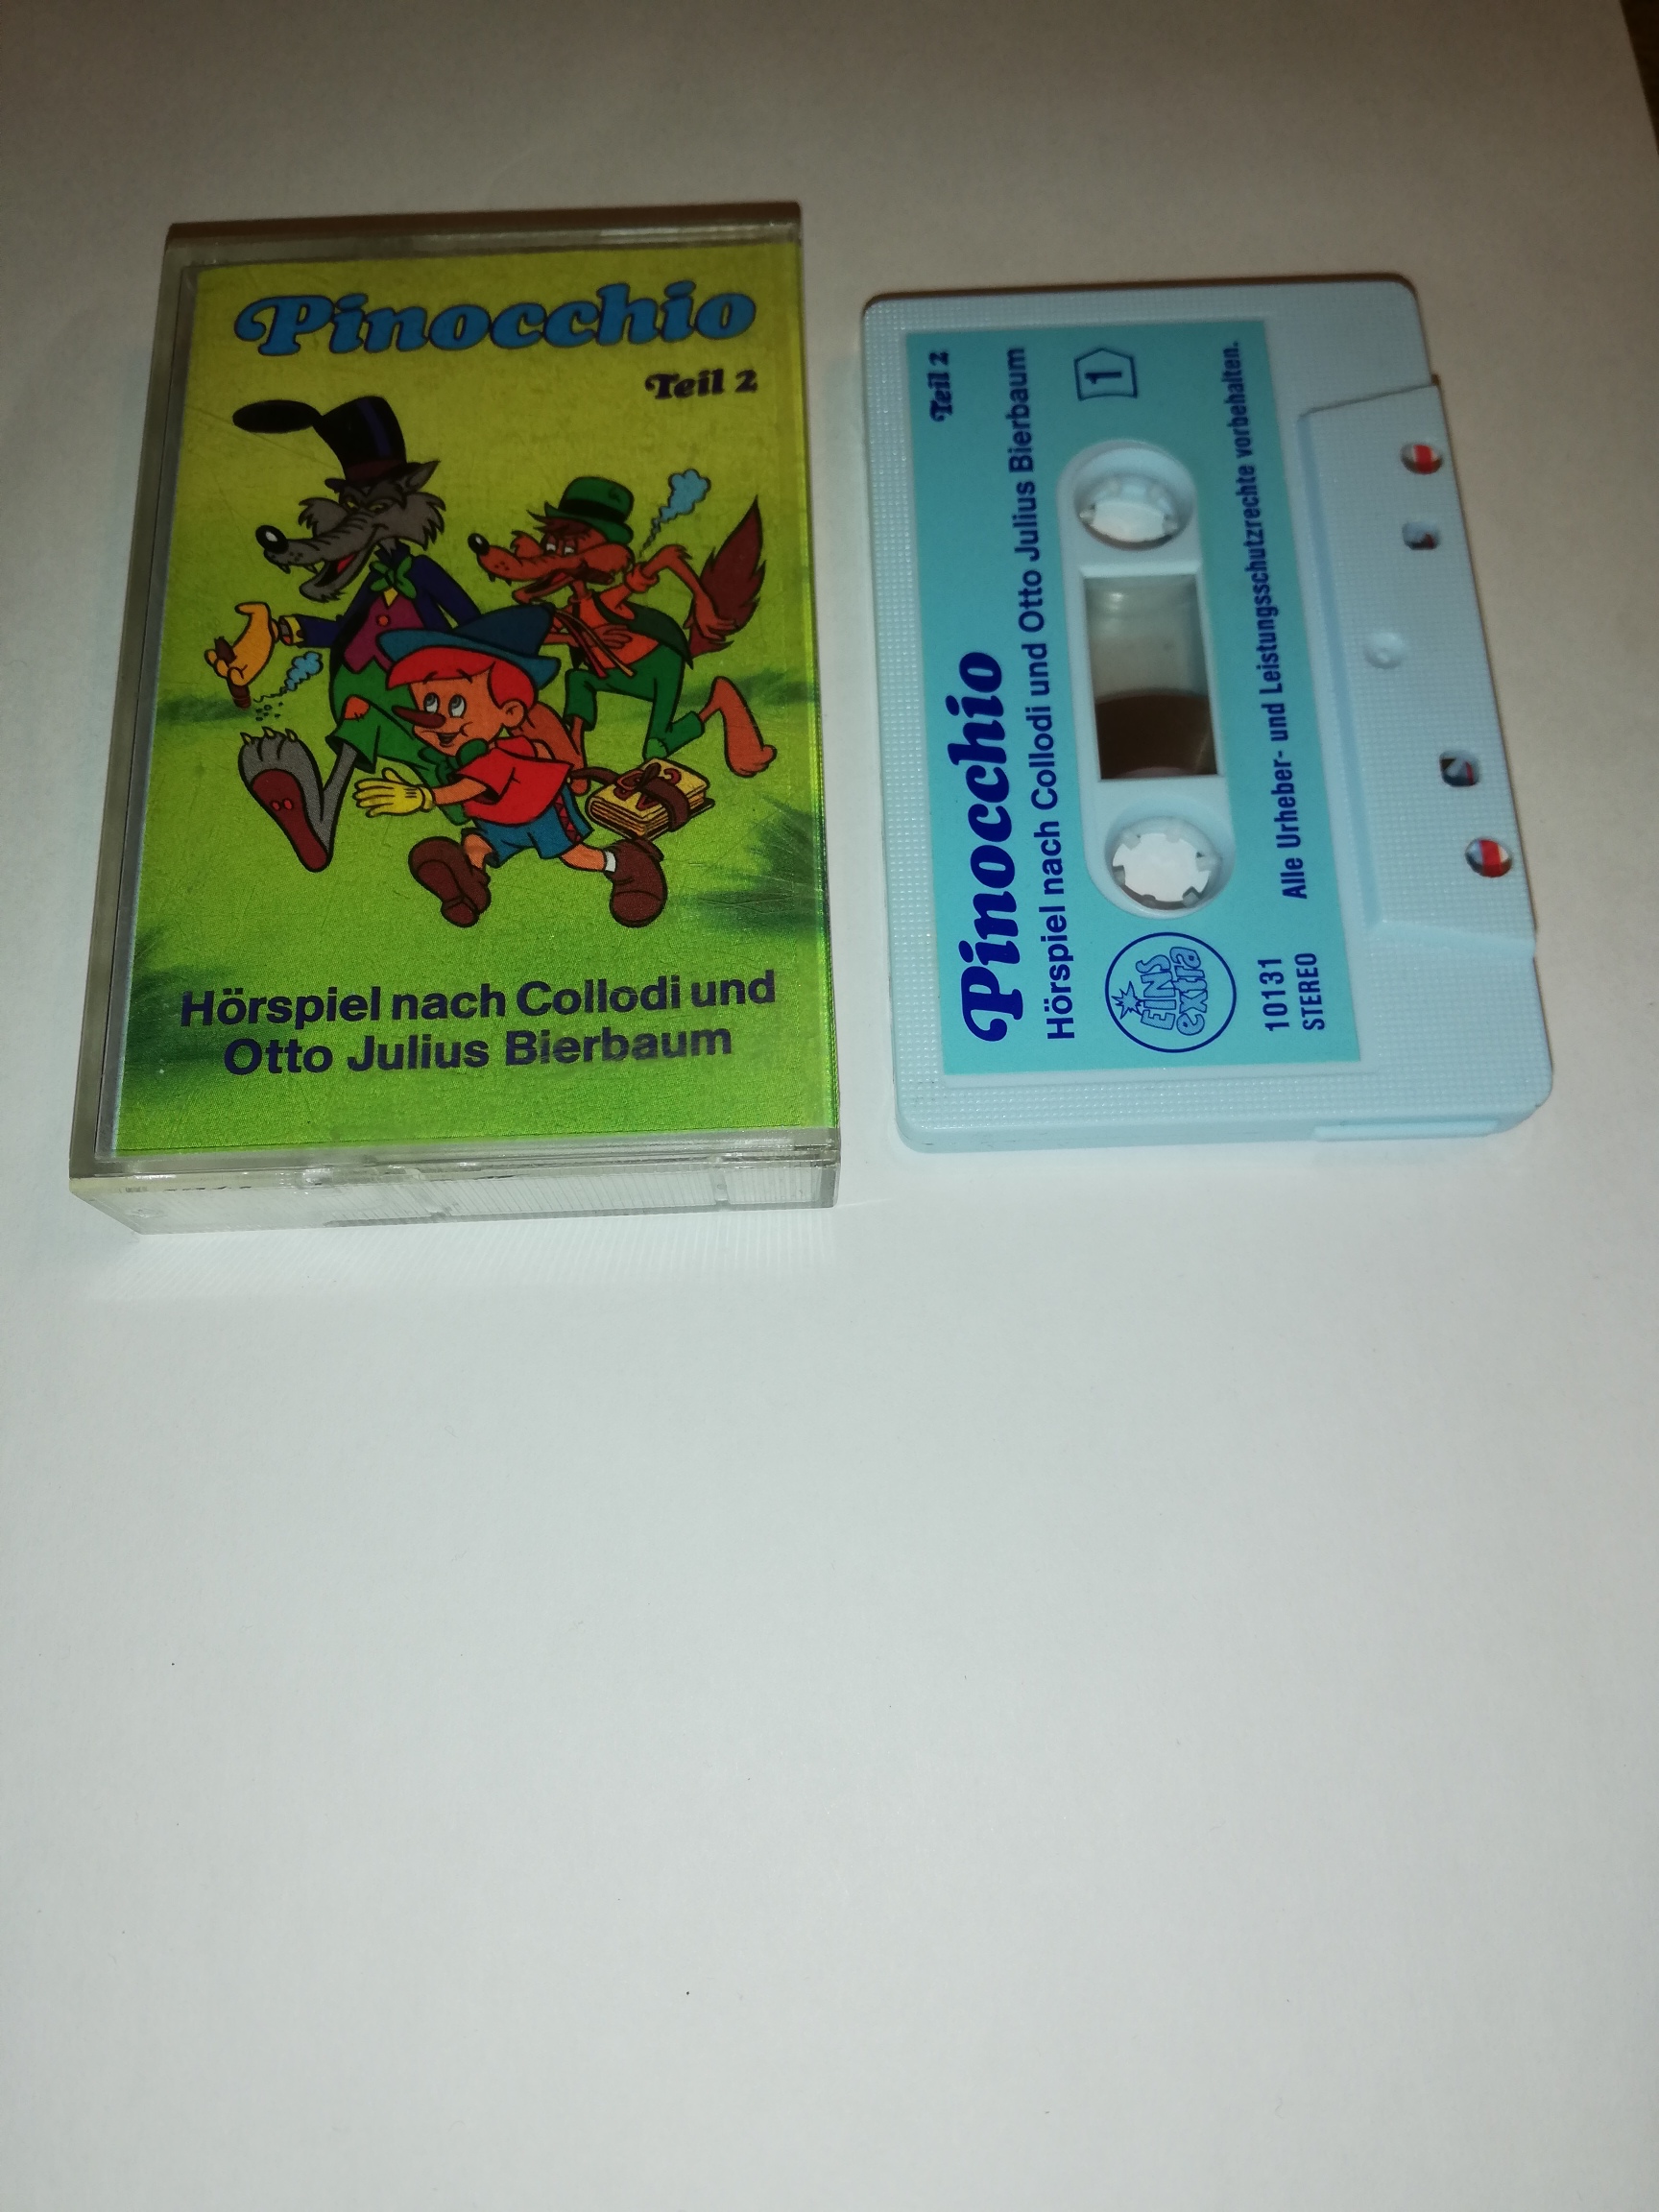 Pinocchio
Teil 2
Hörspiel nach Collodi und
Otto Julius Bierbaum
Teil 2
Pinocchio
Hörspiel nach Collodi und Otto Julius Bierbaum
1
EINS
extra
10131
STEREO
Alle Urheber- und Leistungsschutzrechte vorbehalten.